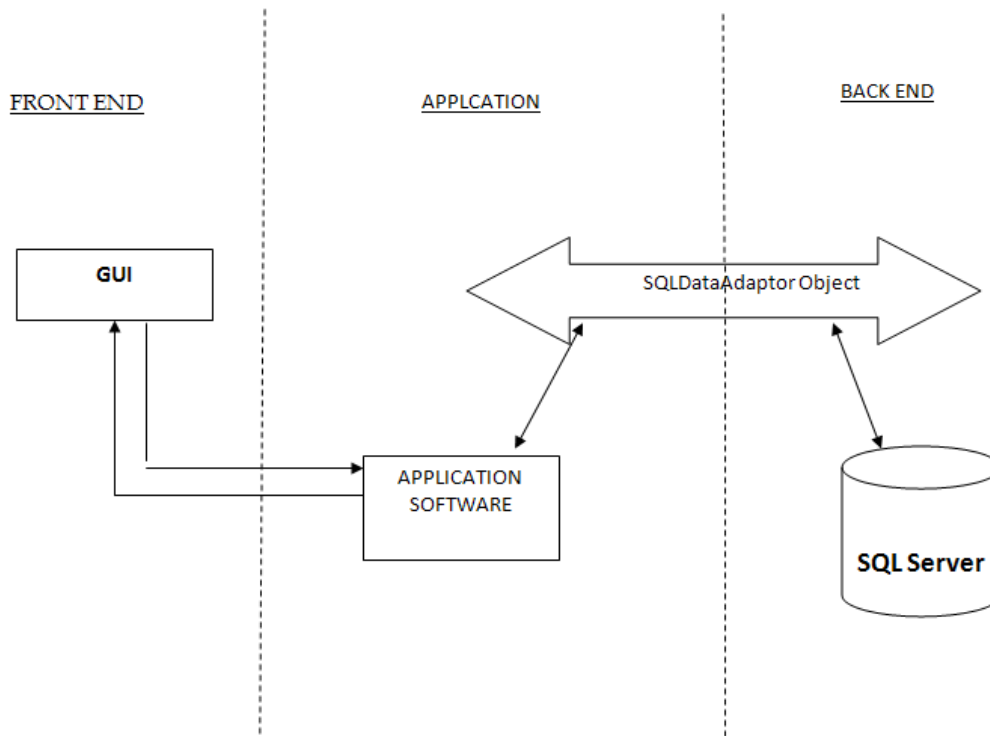 FRONT END
APPLCATION
BACK END
GUI
SQLDataAdaptor Object
APPLICATION
SOFTWARE
SQL Server